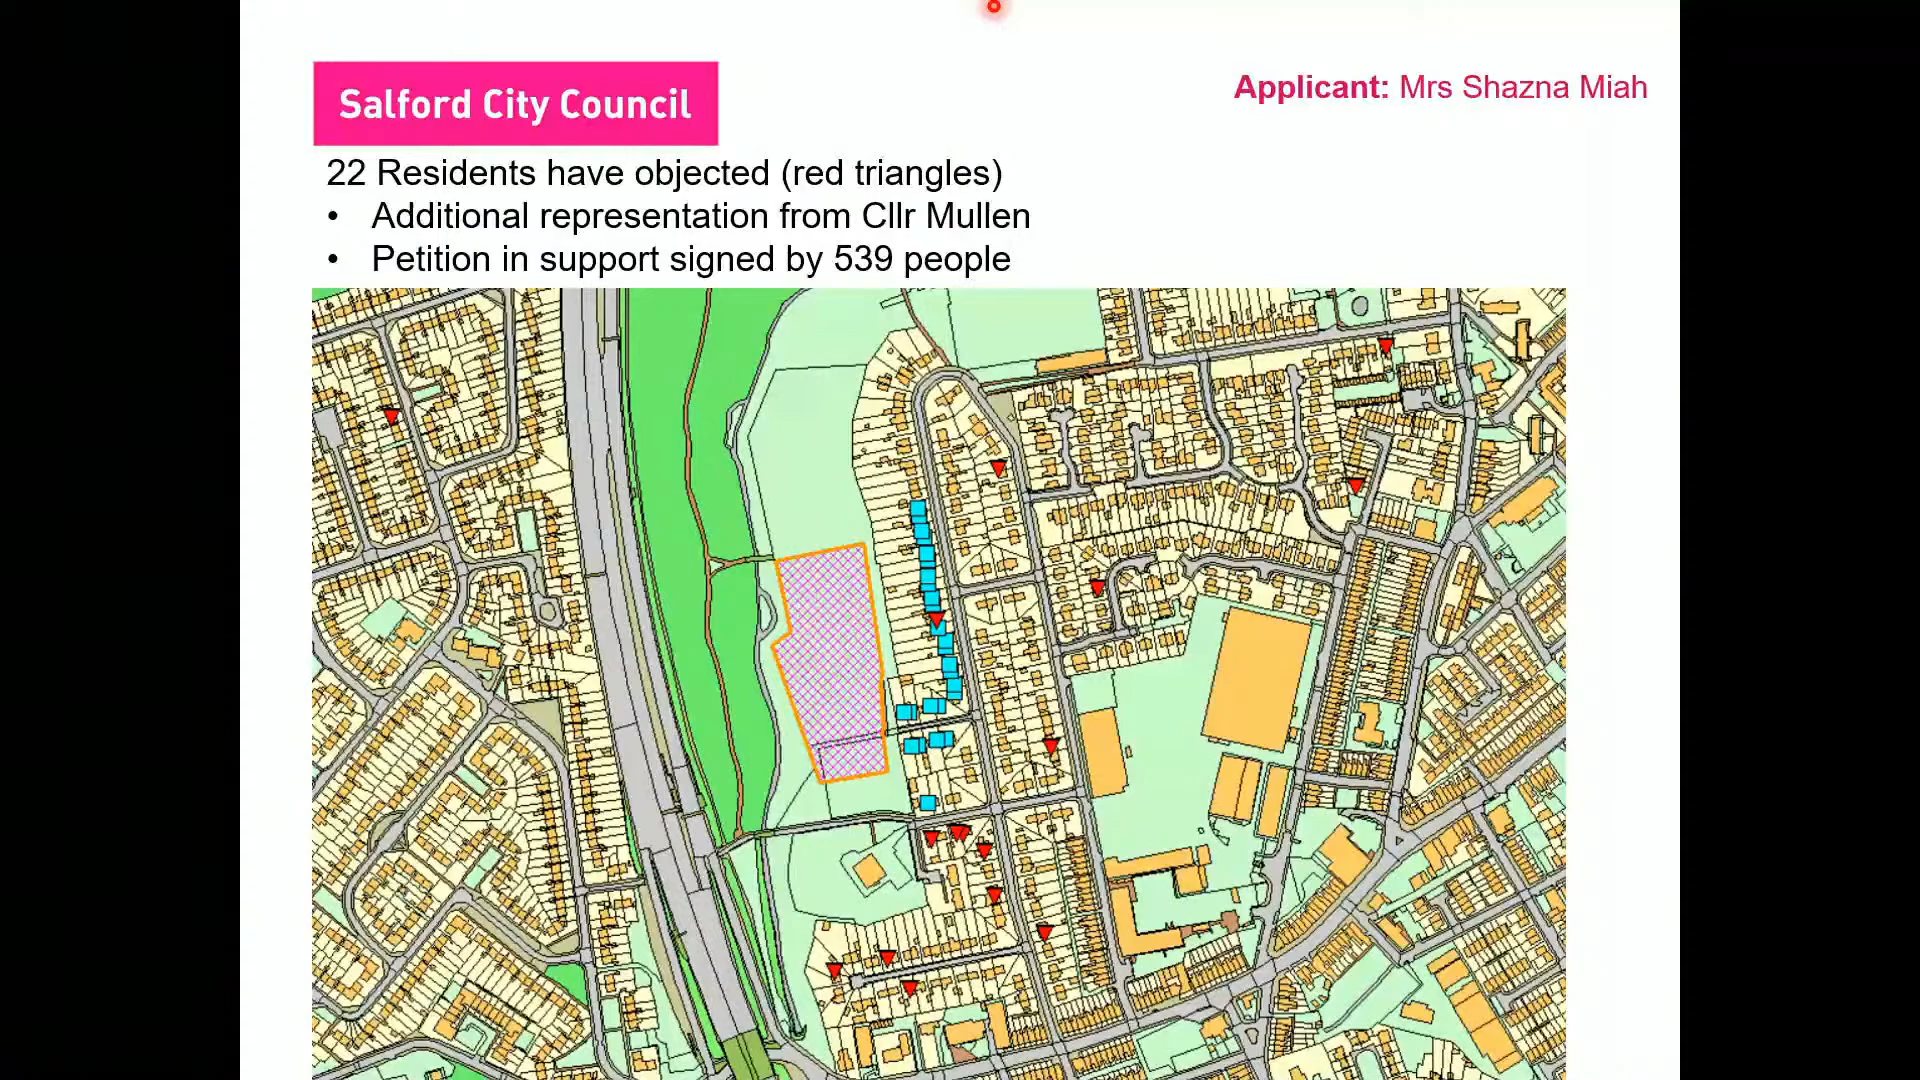 Salford City Council
Applicant: Mrs Shazna Miah
22 Residents have objected (red triangles)
• Additional representation from Cllr Mullen
• Petition in support signed by 539 people